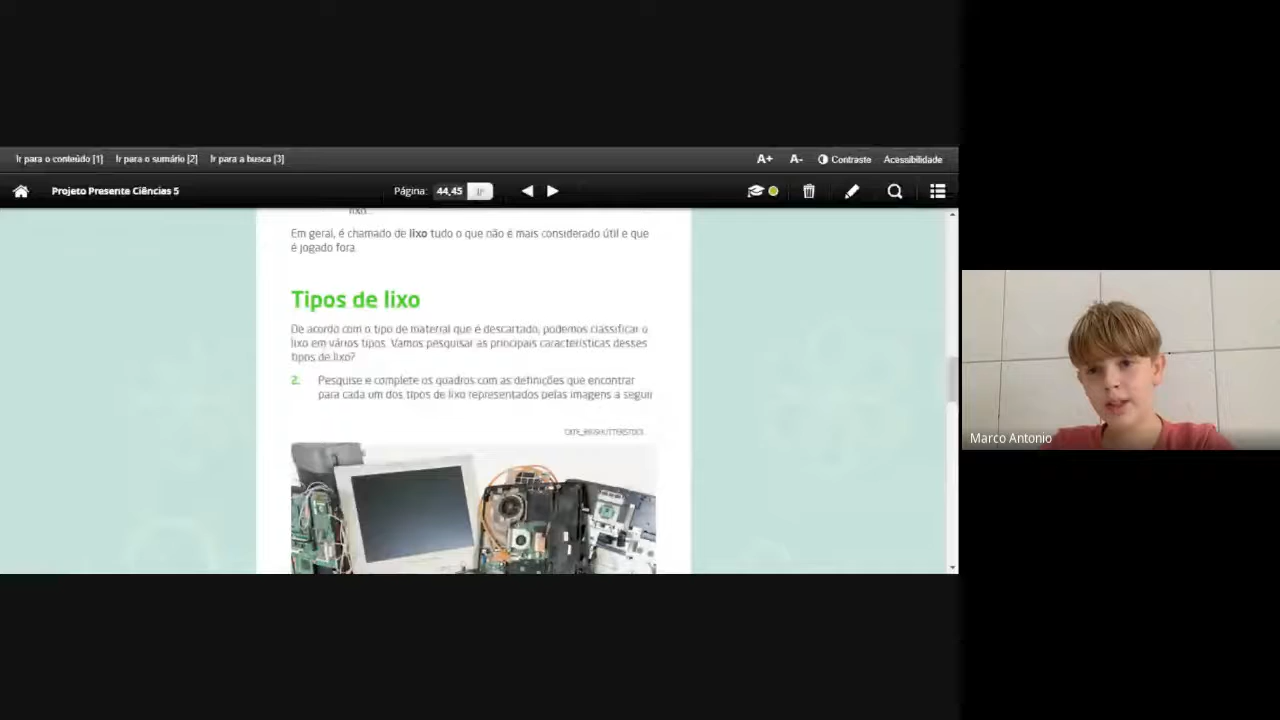 Ir para o conteúdo [1] Ir para o sumário [2] Ir para a busca [3] A+ A- Contraste Acessibilidade
Projeto Presente Ciências 5 Página: 44,45 Ir
lixo...
Em geral, é chamado de lixo tudo o que não é mais considerado útil e que
é jogado fora.
Tipos de lixo
De acordo com o tipo de material que é descartado, podemos classificar o
lixo em vários tipos. Vamos pesquisar as principais características desses
tipos de lixo?
2. Pesquise e complete os quadros com as definições que encontrar
para cada um dos tipos de lixo representados pelas imagens a seguir
Marco Antonio